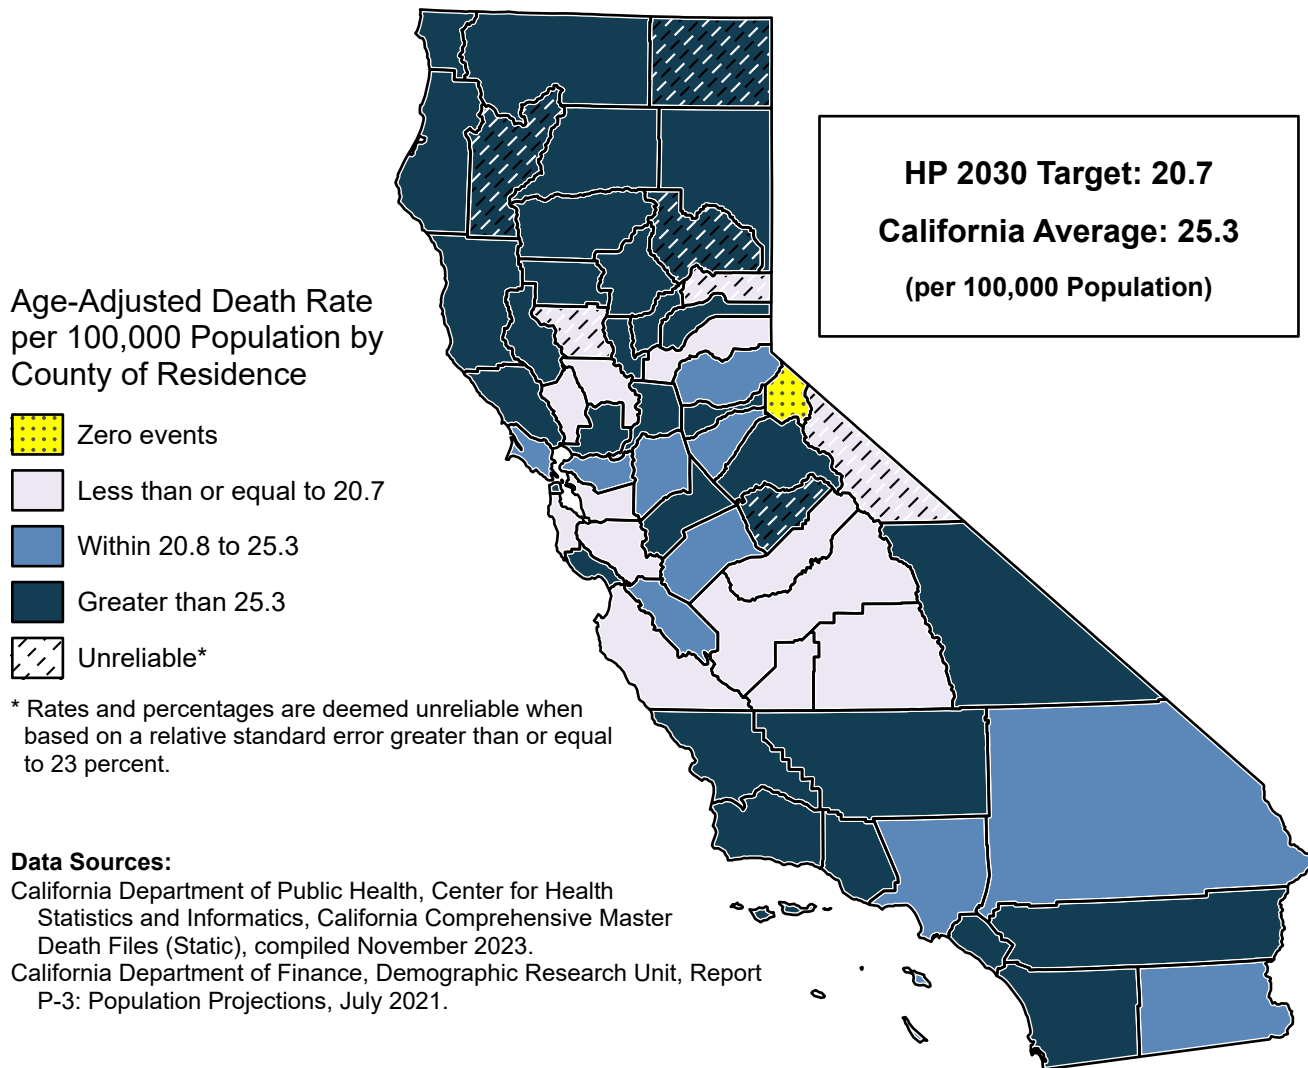 HP 2030 Target: 20.7
California Average: 25.3
(per 100,000 Population)
Age-Adjusted Death Rate
per 100,000 Population by
County of Residence
Zero events
Less than or equal to 20.7
Within 20.8 to 25.3
Greater than 25.3
Unreliable*
* Rates and percentages are deemed unreliable when
based on a relative standard error greater than or equal
to 23 percent.
Data Sources:
California Department of Public Health, Center for Health
Statistics and Informatics, California Comprehensive Master
Death Files (Static), compiled November 2023.
California Department of Finance, Demographic Research Unit, Report
P-3: Population Projections, July 2021.